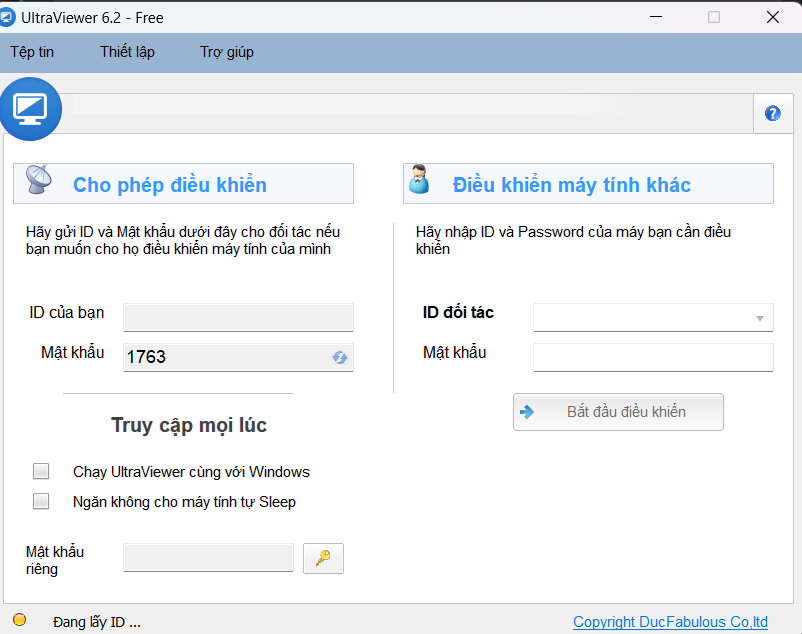 UltraViewer 6.2 - Free
Tệp tin
Thiết lập
Trợ giúp
Cho phép điều khiển
Hãy gửi ID và Mật khẩu dưới đây cho đối tác nếu
bạn muốn cho họ điều khiển máy tính của mình
ID của bạn
Mật khẩu
1763
Truy cập mọi lúc
Chạy UltraViewer cùng với Windows
Ngăn không cho máy tính tự Sleep
Mật khẩu
riêng
Điều khiển máy tính khác
Hãy nhập ID và Password của máy bạn cần điều
khiển
ID đối tác
Mật khẩu
Bắt đầu điều khiển
Đang lấy ID ...
Copyright DucFabulous Co,ltd